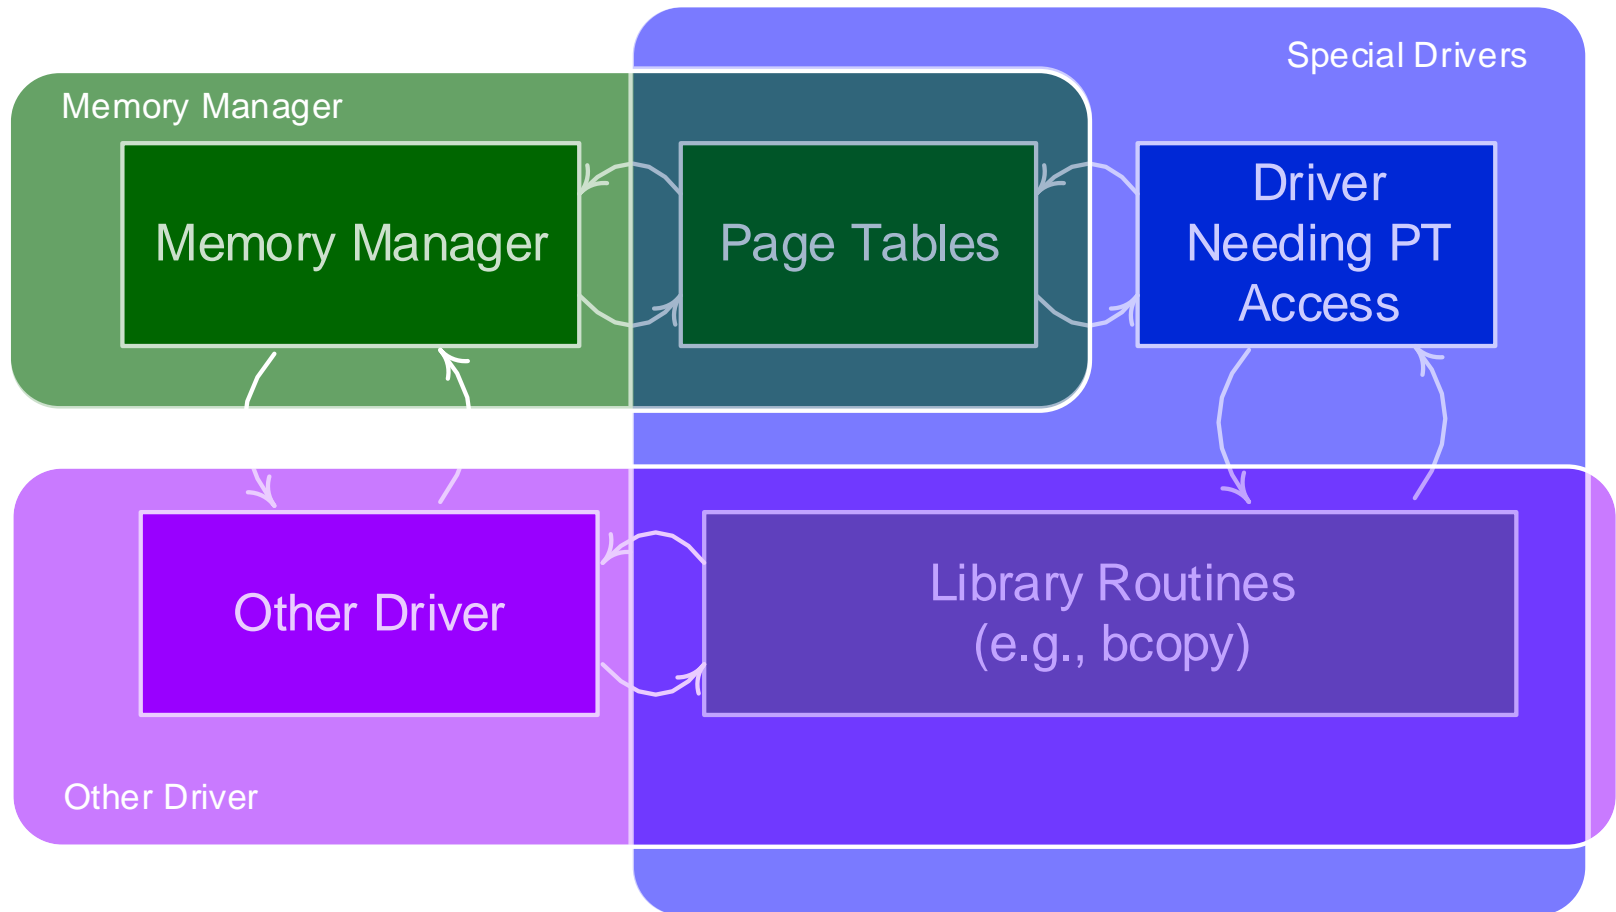 Special Drivers
Memory Manager
Memory Manager
Page Tables
Driver
Needing PT
Access
Other Driver
Library Routines
(e.g., bcopy)
Other Driver